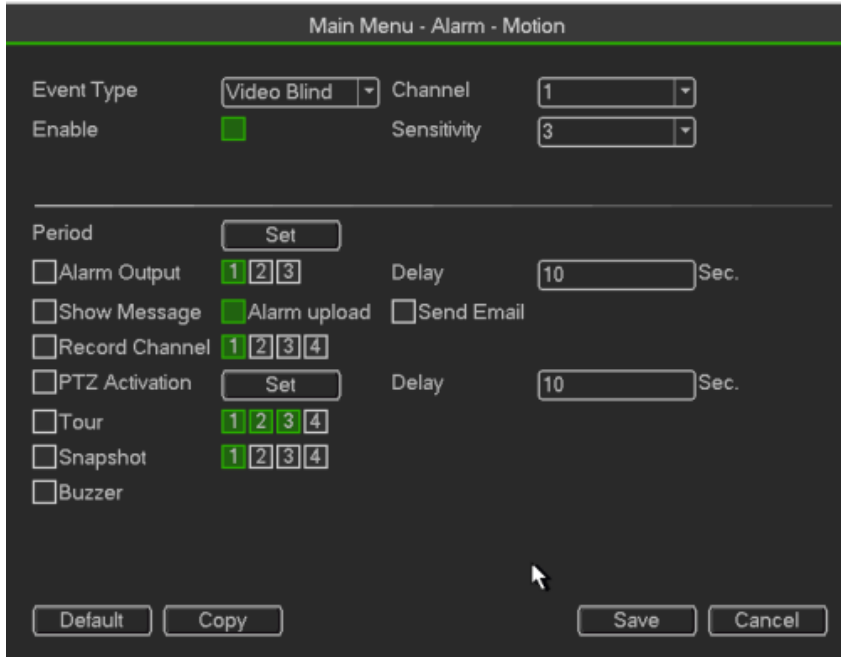 Main Menu - Alarm - Motion
Event Type Video Blind Channel 1
Enable Sensitivity 3
Period Set
Alarm Output 1 2 3 Delay 10 Sec.
Show Message Alarm upload Send Email
Record Channel 1 2 3 4
PTZ Activation Set Delay 10 Sec.
Tour 1 2 3 4
Snapshot 1 2 3 4
Buzzer
Default Copy Save Cancel